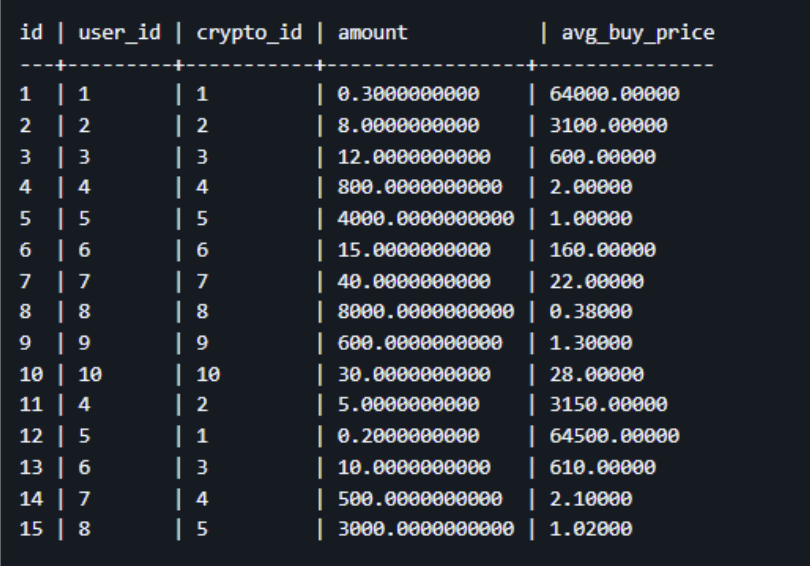 id | user_id | crypto_id | amount          | avg_buy_price
---+---------+-----------+-----------------+---------------
1  | 1       | 1         | 0.3000000000    | 64000.00000
2  | 2       | 2         | 8.0000000000    | 3100.00000
3  | 3       | 3         | 12.0000000000   | 600.00000
4  | 4       | 4         | 800.0000000000  | 2.00000
5  | 5       | 5         | 4000.0000000000 | 1.00000
6  | 6       | 6         | 15.0000000000   | 160.00000
7  | 7       | 7         | 40.0000000000   | 22.00000
8  | 8       | 8         | 8000.0000000000 | 0.38000
9  | 9       | 9         | 600.0000000000  | 1.30000
10 | 10      | 10        | 30.0000000000   | 28.00000
11 | 4       | 2         | 5.0000000000    | 3150.00000
12 | 5       | 1         | 0.2000000000    | 64500.00000
13 | 6       | 3         | 10.0000000000   | 610.00000
14 | 7       | 4         | 500.0000000000  | 2.10000
15 | 8       | 5         | 3000.0000000000 | 1.02000